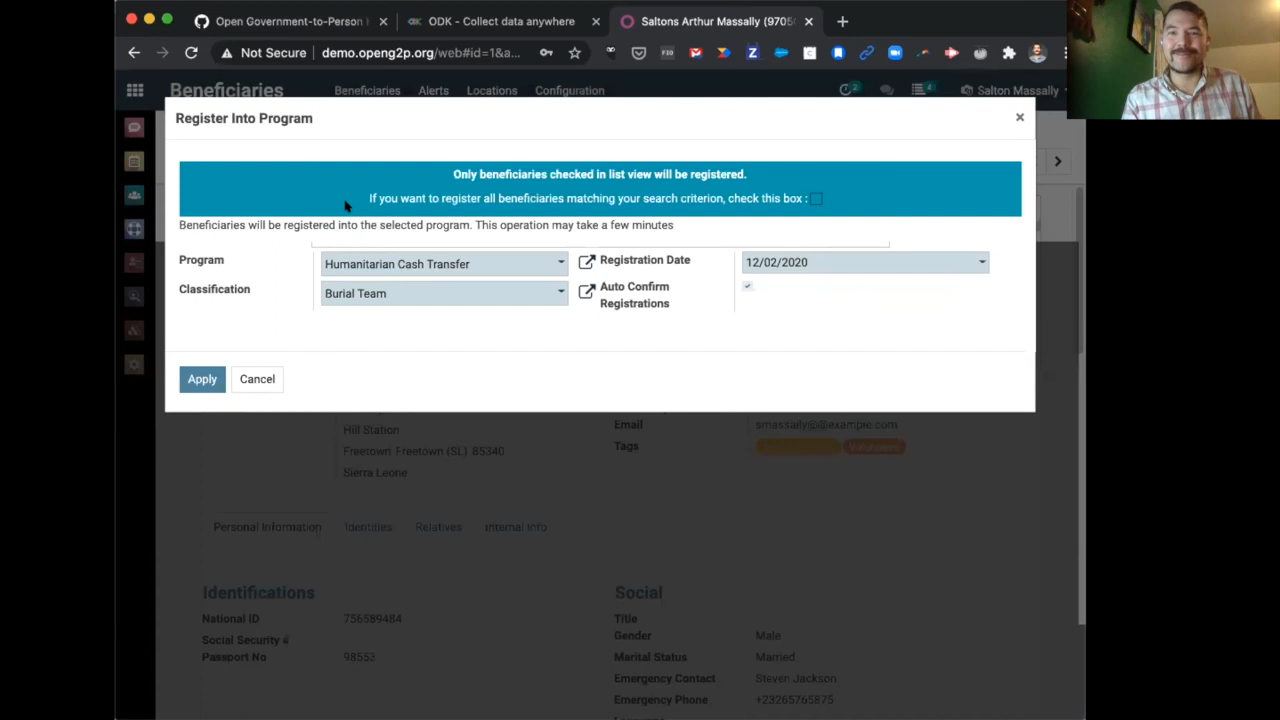 Open Government-to-Person
ODK - Collect data anywhere
Saltons Arthur Massally (9705
Not Secure
demo.openg2p.org/web#id=1&a...
Beneficiaries
Beneficiaries Alerts Locations Configuration
2
4
Salton Massally
Register Into Program
Only beneficiaries checked in list view will be registered.
If you want to register all beneficiaries matching your search criterion, check this box :
Beneficiaries will be registered into the selected program. This operation may take a few minutes
Program Humanitarian Cash Transfer
Registration Date 12/02/2020
Classification Burial Team
Auto Confirm
Registrations
Apply Cancel
Hill Station
Freetown Freetown (SL) 85340
Sierra Leone
Email smassally@@example.com
Tags
Personal Information Identities Relatives Internal Info
Identifications
National ID 756589484
Social Security #
Passport No 98553
Social
Title
Gender Male
Marital Status Married
Emergency Contact Steven Jackson
Emergency Phone +23265765875